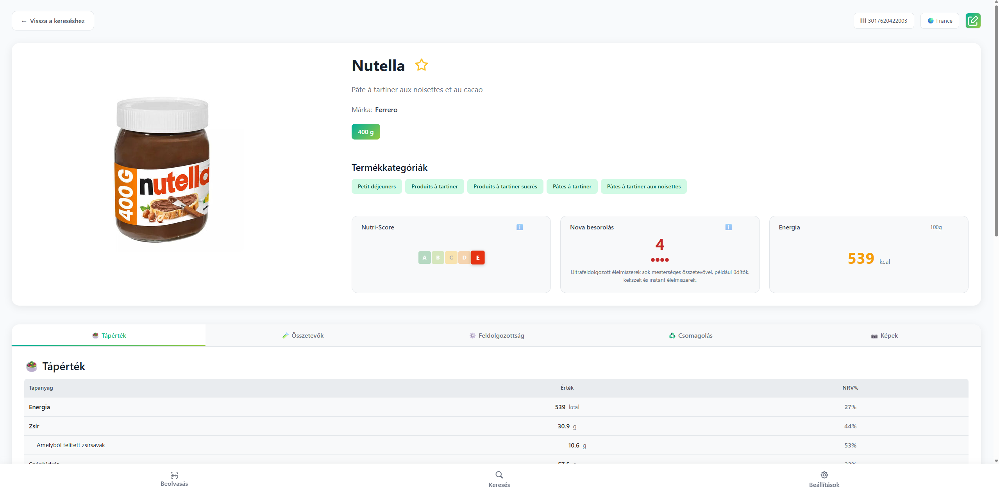 ← Vissza a kereséshez
3017620422003
France
Nutella
Pâte à tartiner aux noisettes et au cacao
Márka: Ferrero
400 g
400 G
nutella
Termékkategóriák
Petit déjeuners
Produits à tartiner
Produits à tartiner sucrés
Pâtes à tartiner
Pâtes à tartiner aux noisettes
Nutri-Score
A B C D E
Nova besorolás
4
Ultrafeldolgozott élelmiszerek sok mesterséges összetevővel, például üdítők,
kekszek és instant élelmiszerek.
Energia 100g
539 kcal
Tápérték
Összetevők
Feldolgozottság
Csomagolás
Képek
Tápérték
Tápanyag Érték NRV%
Energia 539 kcal 27%
Zsír 30.9 g 44%
Amelyből telített zsírsavak 10.6 g 53%
Beolvasás
Keresés
Beállítások